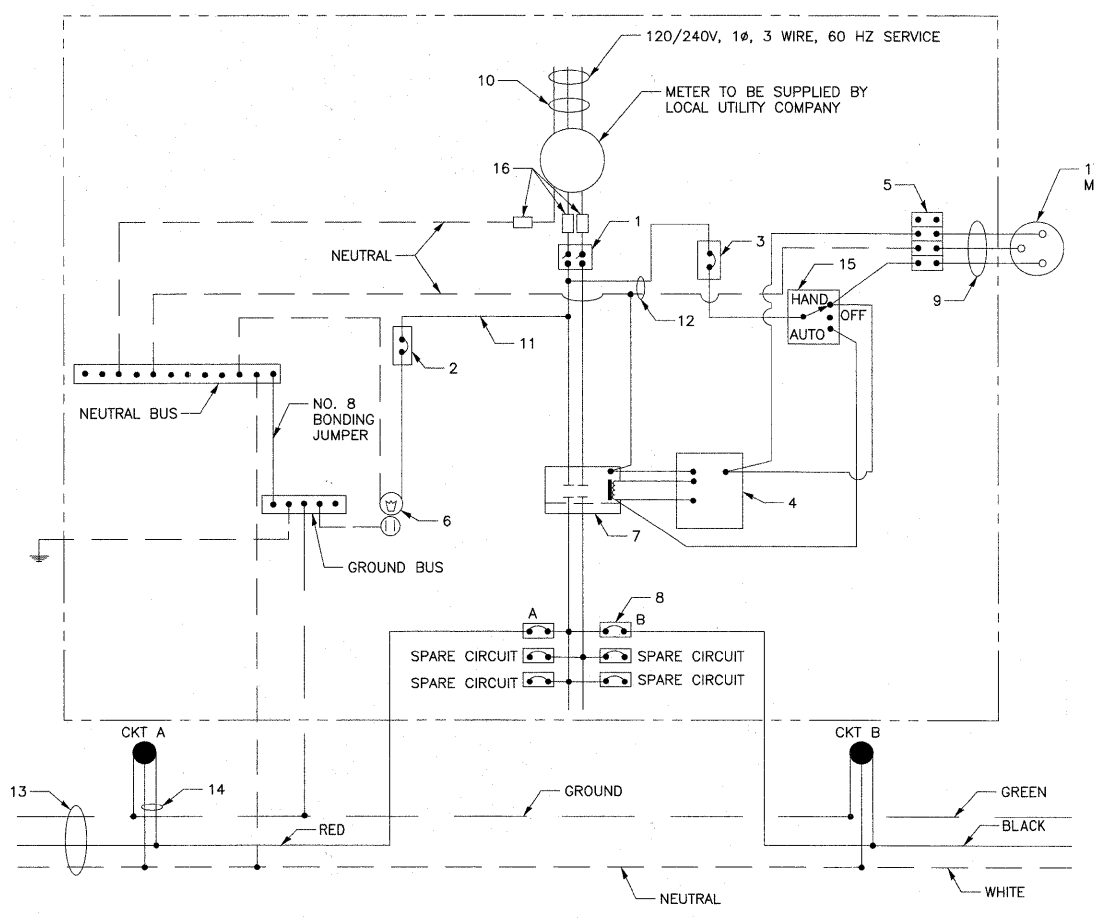 120/240V, 1ø, 3 WIRE, 60 HZ SERVICE
10
METER TO BE SUPPLIED BY
LOCAL UTILITY COMPANY
16
1
5
3
15
NEUTRAL
HAND
OFF
AUTO
9
12
11
2
NEUTRAL BUS
NO. 8
BONDING
JUMPER
6
4
7
GROUND BUS
8
A
B
SPARE CIRCUIT
SPARE CIRCUIT
SPARE CIRCUIT
SPARE CIRCUIT
CKT A
CKT B
13
14
GROUND
GREEN
RED
BLACK
NEUTRAL
WHITE